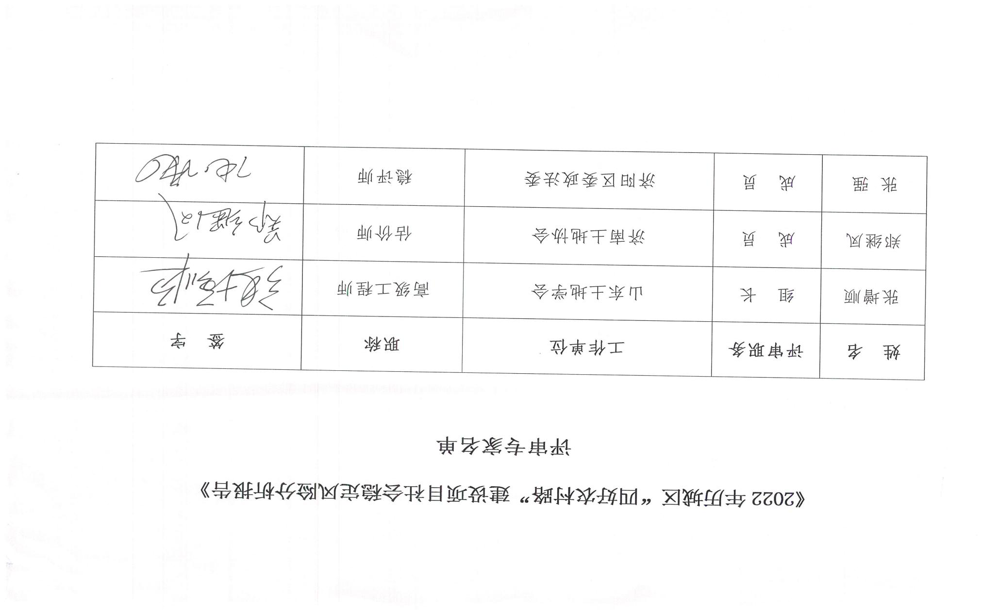 《2022 年历城区“四好农村路”建设项目社会稳定风险分析报告》
评审专家名单
姓 名 评审职务 工作单位 职称 签 字
张增顺 组 长 山东土地学会 高级工程师 张增顺
郑继凤 成 员 济南土地协会 估价师 郑继凤
张 强 成 员 济阳区委政法委 稳评师